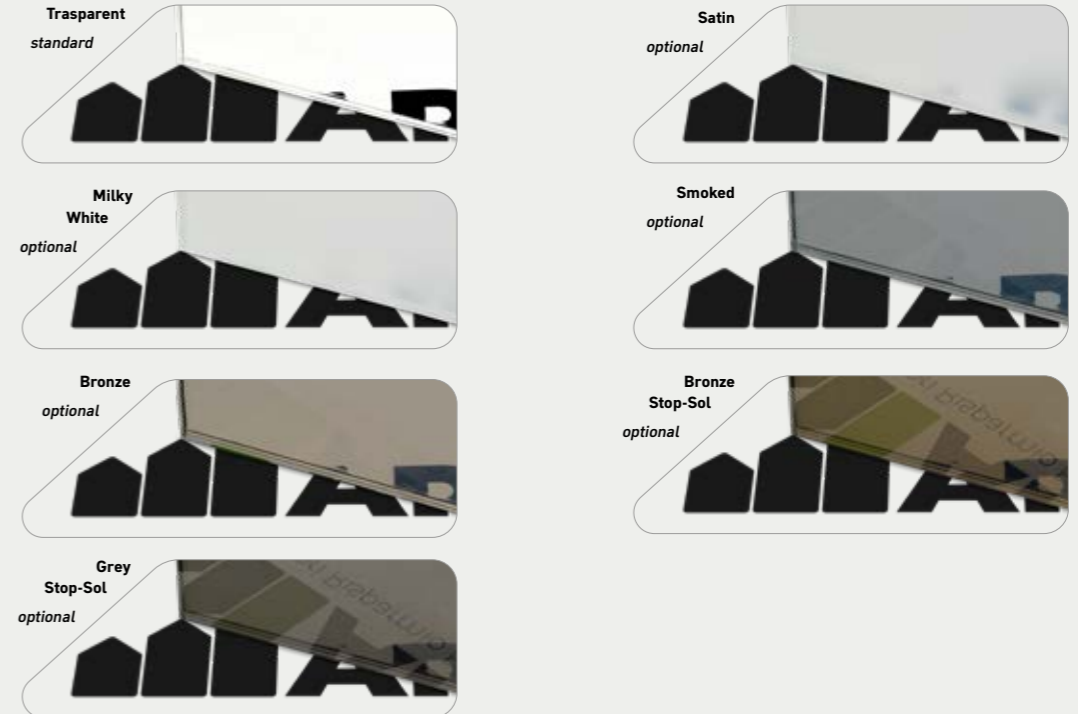 Trasparent
standard
Satin
optional
Milky
White
optional
Smoked
optional
Bronze
optional
Bronze
Stop-Sol
optional
Grey
Stop-Sol
optional